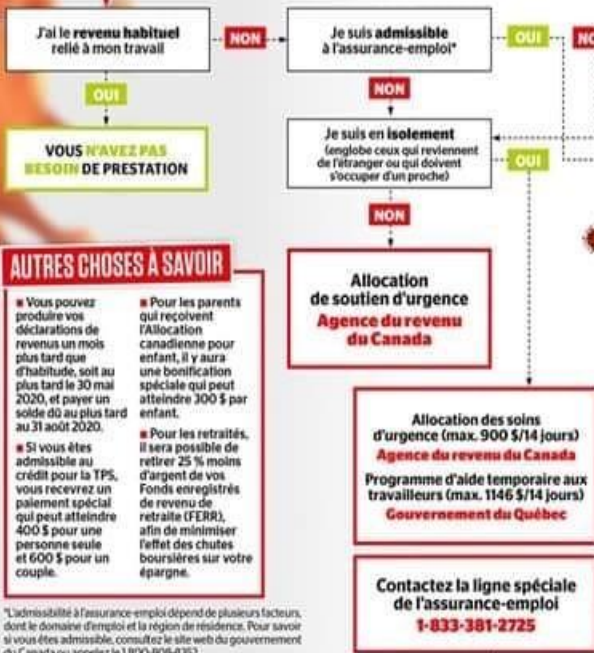 J'ai le revenu habituel
relié à mon travail
NON
Je suis admissible
à l'assurance-emploi*
OUI
OUI
NON
VOUS N'AVEZ PAS
BESOIN DE PRESTATION
Je suis en isolement
(englobe ceux qui reviennent
de l'étranger ou qui doivent
s'occuper d'un proche)
OUI
NON
Allocation
de soutien d'urgence
Agence du revenu
du Canada
AUTRES CHOSES À SAVOIR
■ Vous pouvez
produire vos
déclarations de
revenus un mois
plus tard que
d'habitude, soit au
plus tard le 30 mai
2020, et payer un
solde dû au plus tard
au 31 août 2020.
■ Si vous êtes
admissible au
crédit pour la TPS,
vous recevrez un
paiement spécial
qui peut atteindre
400 $ pour une
personne seule
et 600 $ pour un
couple.
■ Pour les parents
qui reçoivent
l'Allocation
canadienne pour
enfant, il y aura
une bonification
spéciale qui peut
atteindre 300 $ par
enfant.
■ Pour les retraités,
il sera possible de
retirer 25 % moins
d'argent de vos
Fonds enregistrés
de revenu de
retraite (FERR),
afin de minimiser
l'effet des chutes
boursières sur votre
épargne.
Allocation des soins
d'urgence (max. 900 $/14 jours)
Agence du revenu du Canada
Programme d'aide temporaire aux
travailleurs (max. 1146 $/14 jours)
Gouvernement du Québec
Contactez la ligne spéciale
de l'assurance-emploi
1-833-381-2725
*L'admissibilité à l'assurance-emploi dépend de plusieurs facteurs,
dont le domaine d'emploi et la région de résidence. Pour savoir
si vous êtes admissible, consultez le site web du gouvernement